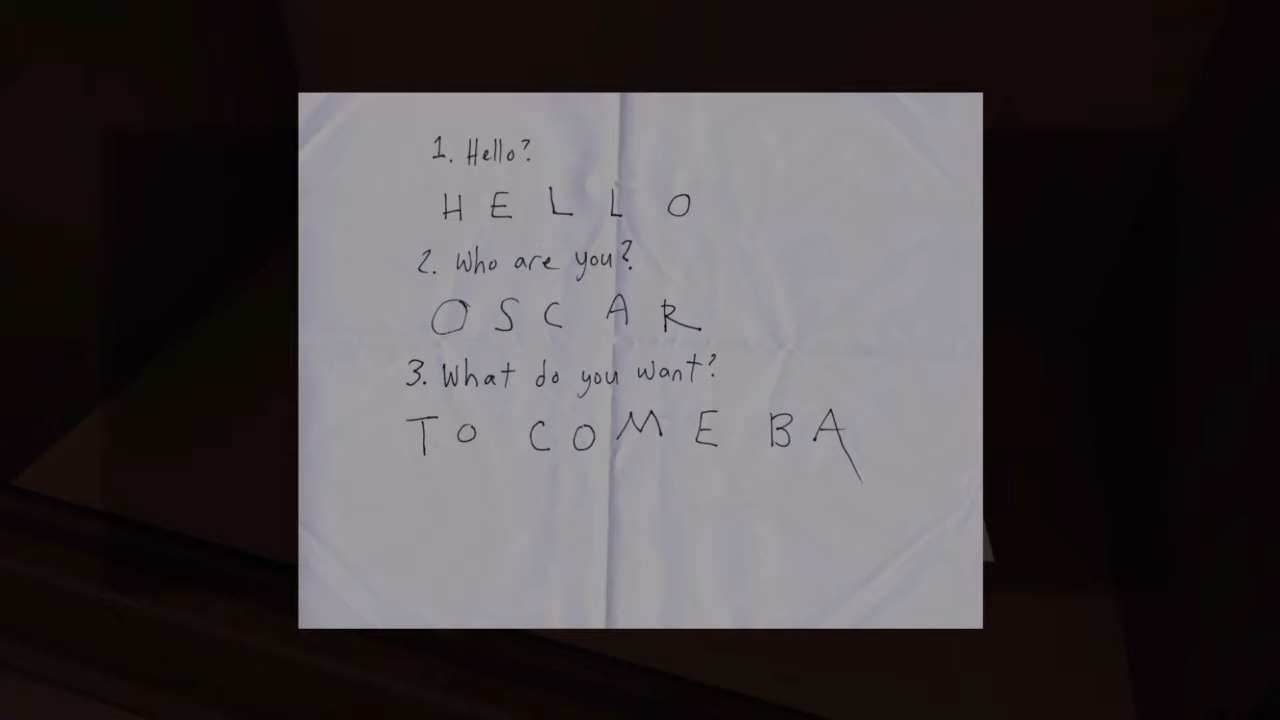 1. Hello?
H E L L O
2. Who are you?
O S C A R
3. What do you want?
T O C O M E B A